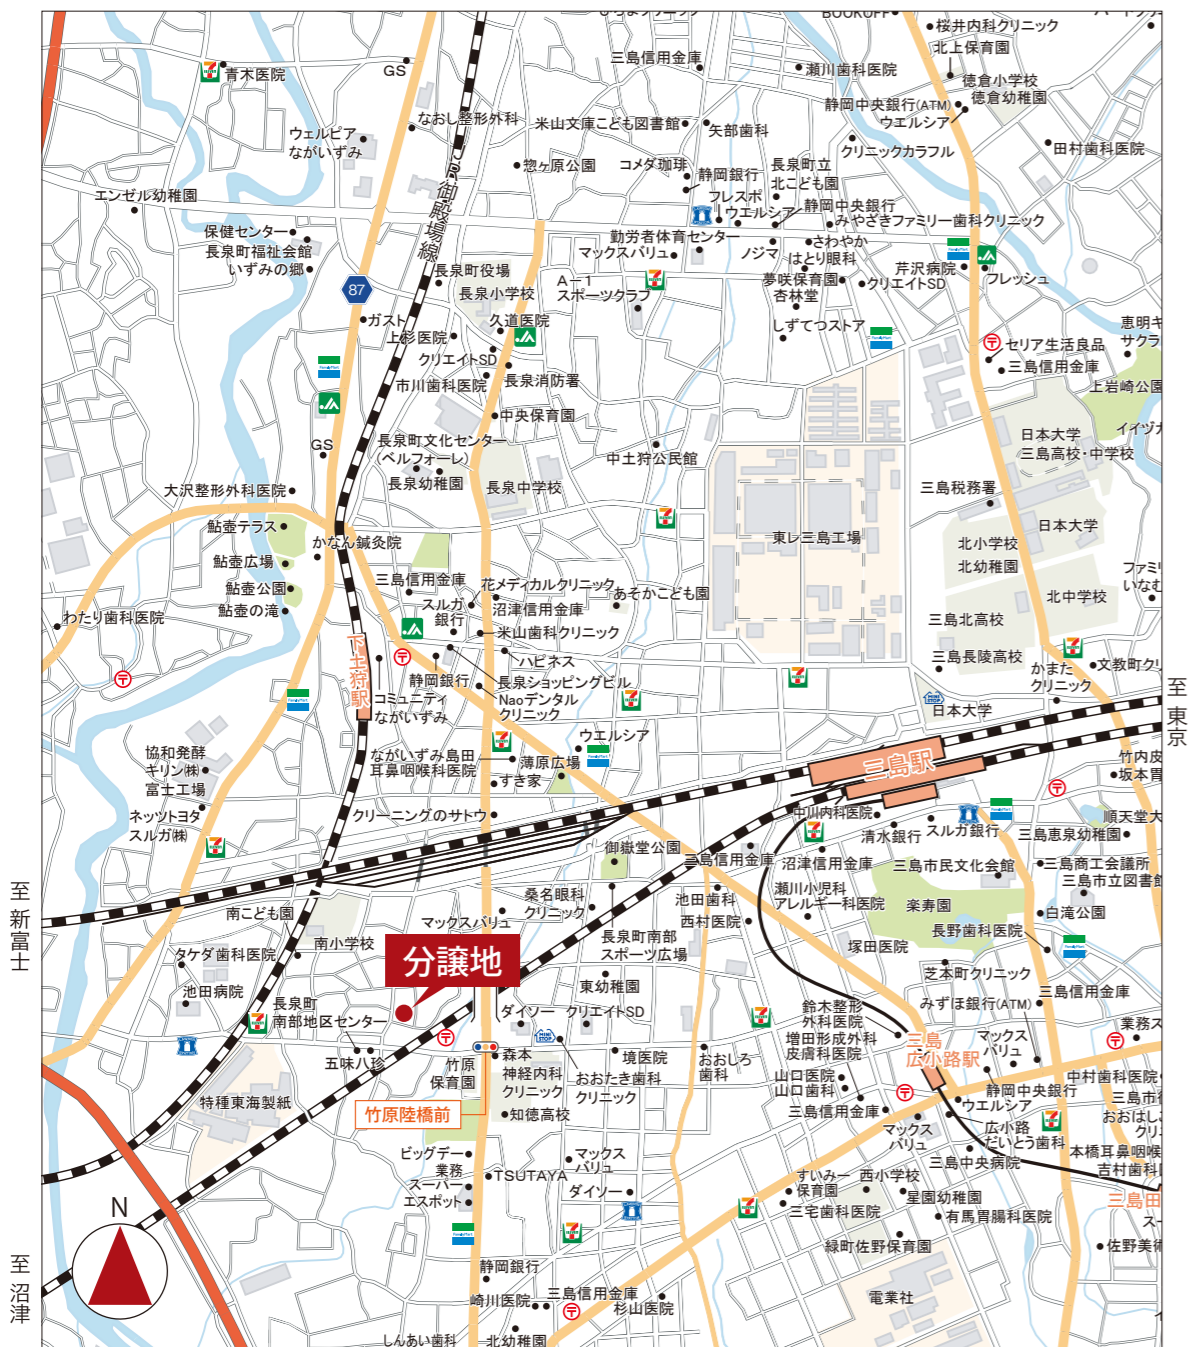 BOOKOFF
桜井内科クリニック
北上保育園
三島信用金庫
瀬川歯科医院
徳倉小学校
徳倉幼稚園
青木医院
GS
静岡中央銀行(ATM)
ウエルシア
なおし整形外科
米山文庫こども図書館
矢部歯科
ウェルピア
ながいずみ
クリニックカラフル
田村歯科医院
惣ヶ原公園
コメダ珈琲
静岡銀行
長泉町立
北こども園
JR御殿場線
エンゼル幼稚園
フレスポ
ウエルシア
静岡中央銀行
みやざきファミリー歯科クリニック
保健センター
長泉町福祉会館
いずみの郷
勤労者体育センター
マックスバリュ
ノジマ
さわやか
はとり眼科
芹沢病院
フレッシュ
長泉町役場
長泉小学校
A-1
スポーツクラブ
夢咲保育園
杏林堂
クリエイトSD
87
ガスト
上杉医院
久道医院
しずてつストア
恵明キ
サクラ
クリエイトSD
セリア生活良品
三島信用金庫
市川歯科医院
長泉消防署
上岩崎公園
中央保育園
イイヅカ
GS
長泉町文化センター
(ベルフォーレ)
長泉幼稚園
中土狩公民館
日本大学
三島高校・中学校
大沢整形外科医院
長泉中学校
三島税務署
鮎壺テラス
かなん鍼灸院
東レ三島工場
日本大学
北小学校
北幼稚園
鮎壺広場
三島信用金庫
花メディカルクリニック
ファミリ
いなむ
鮎壺公園
スルガ
銀行
沼津信用金庫
あそかこども園
北中学校
鮎壺の滝
わたり歯科医院
米山歯科クリニック
三島北高校
下土狩駅
ハピネス
三島長陵高校
文教町クリ
静岡銀行
長泉ショッピングビル
かまた
クリニック
コミュニティ
ながいずみ
Naoデンタル
クリニック
日本大学
至東京
協和発酵
キリン㈱
富士工場
ながいずみ島田
耳鼻咽喉科医院
ウエルシア
薄原広場
三島駅
竹内皮
坂本胃
すき家
ネッツトヨタ
スルガ㈱
クリーニングのサトウ
中川内科医院
清水銀行
スルガ銀行
順天堂大
三島恵泉幼稚園
御嶽堂公園
三島信用金庫
沼津信用金庫
三島市民文化会館
三島商工会議所
三島市立図書館
至新富士
桑名眼科
クリニック
池田歯科
瀬川小児科
アレルギー科医院
楽寿園
白滝公園
南こども園
マックスバリュ
西村医院
長野歯科医院
南小学校
分譲地
長泉町南部
スポーツ広場
塚田医院
タケダ歯科医院
芝本町クリニック
池田病院
東幼稚園
三島信用金庫
みずほ銀行(ATM)
長泉町
南部地区センター
ダイソー
クリエイトSD
鈴木整形
外科医院
業務ス
増田形成外科
皮膚科医院
三島
広小路駅
マックス
バリュ
五味八珍
竹原
保育園
森本
神経内科
クリニック
境医院
おおしろ
歯科
おおたき歯科
クリニック
山口医院
山口歯科
静岡中央銀行
中村歯科医院
特種東海製紙
竹原陸橋前
知徳高校
三島信用金庫
ウエルシア
三島市役
マックス
バリュ
広小路
だいとう歯科
おおはし
クリ
ビッグデー
業務
スーパー
エスポット
TSUTAYA
マックス
バリュ
三島中央病院
本橋耳鼻咽喉
吉村歯科医
ダイソー
すいみー
保育園
西小学校
星園幼稚園
三島田
N
三宅歯科医院
有馬胃腸科医院
緑町佐野保育園
佐野美術
至沼津
静岡銀行
崎川医院
三島信用金庫
杉山医院
電業社
しんあい歯科
北幼稚園